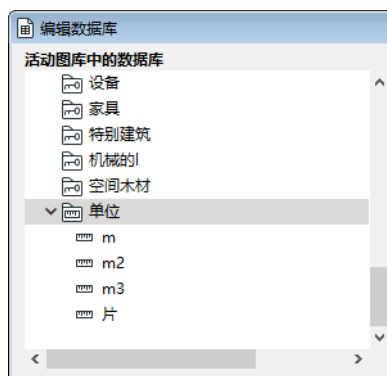 编辑数据库
活动图库中的数据库
设备
家具
特别建筑
机械的l
空间木材
单位
m
m2
m3
片